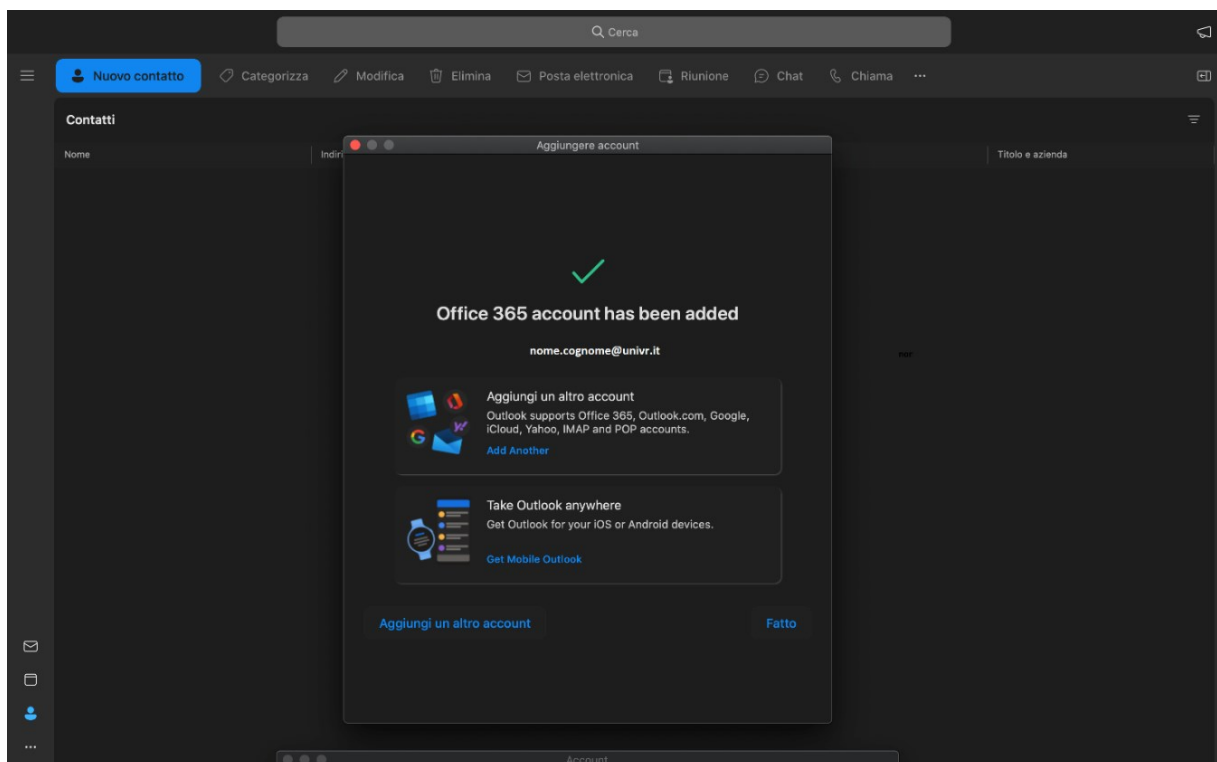 Cerca
Nuovo contatto Categorizza Modifica Elimina Posta elettronica Riunione Chat Chiama ...
Contatti
Nome Indiri Titolo e azienda
Aggiungere account
Office 365 account has been added
nome.cognome@univr.it
Aggiungi un altro account
Outlook supports Office 365, Outlook.com, Google,
iCloud, Yahoo, IMAP and POP accounts.
Add Another
Take Outlook anywhere
Get Outlook for your iOS or Android devices.
Get Mobile Outlook
Aggiungi un altro account Fatto
Account